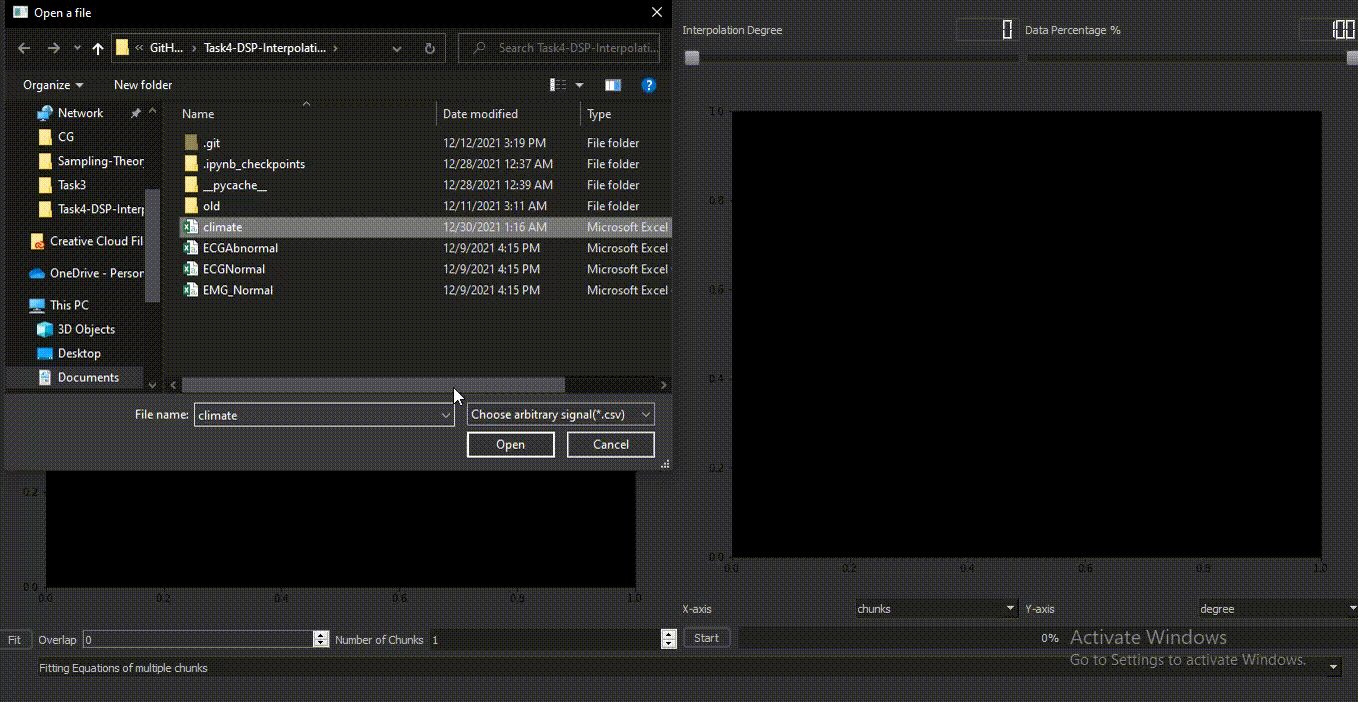 Open a file
Interpolation Degree 0 Data Percentage % 100
« GitH... › Task4-DSP-Interpolati... ›
Search Task4-DSP-Interpolati...
Organize New folder
Network
CG
Sampling-Theor
Task3
Task4-DSP-Interp
Creative Cloud Fil
OneDrive - Person
This PC
3D Objects
Desktop
Documents
Name Date modified Type
.git 12/12/2021 3:19 PM File folder
.ipynb_checkpoints 12/28/2021 12:37 AM File folder
__pycache__ 12/28/2021 12:39 AM File folder
old 12/11/2021 3:11 AM File folder
climate 12/30/2021 1:16 AM Microsoft Excel
ECGAbnormal 12/9/2021 4:15 PM Microsoft Excel
ECGNormal 12/9/2021 4:15 PM Microsoft Excel
EMG_Normal 12/9/2021 4:15 PM Microsoft Excel
File name: climate Choose arbitrary signal(*.csv)
Open Cancel
0.2
0.0
0.0 0.2 0.4 0.6 0.8 1.0
1.0
0.8
0.6
0.4
0.2
0.0
0.0 0.2 0.4 0.6 0.8 1.0
X-axis chunks Y-axis degree
Fit Overlap 0 Number of Chunks 1 Start 0%
Activate Windows
Go to Settings to activate Windows.
Fitting Equations of multiple chunks